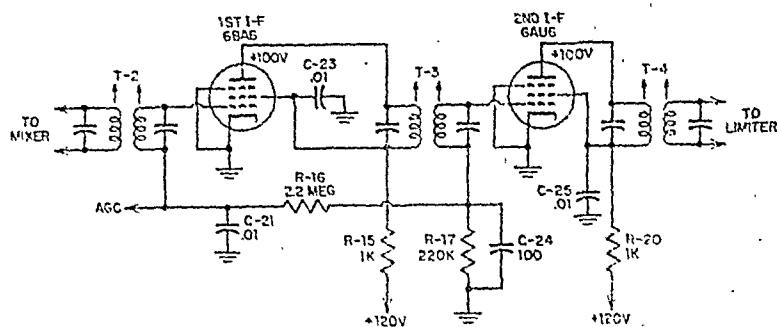 1ST I-F
6BA6
+100V
2ND I-F
6AU6
+100V
T-2
C-23
.01
T-3
T-4
TO
MIXER
TO
LIMITER
R-16
2.2 MEG
AGC
C-21
.01
R-15
1K
R-17
220K
C-24
100
C-25
.01
R-20
1K
+120V
+120V